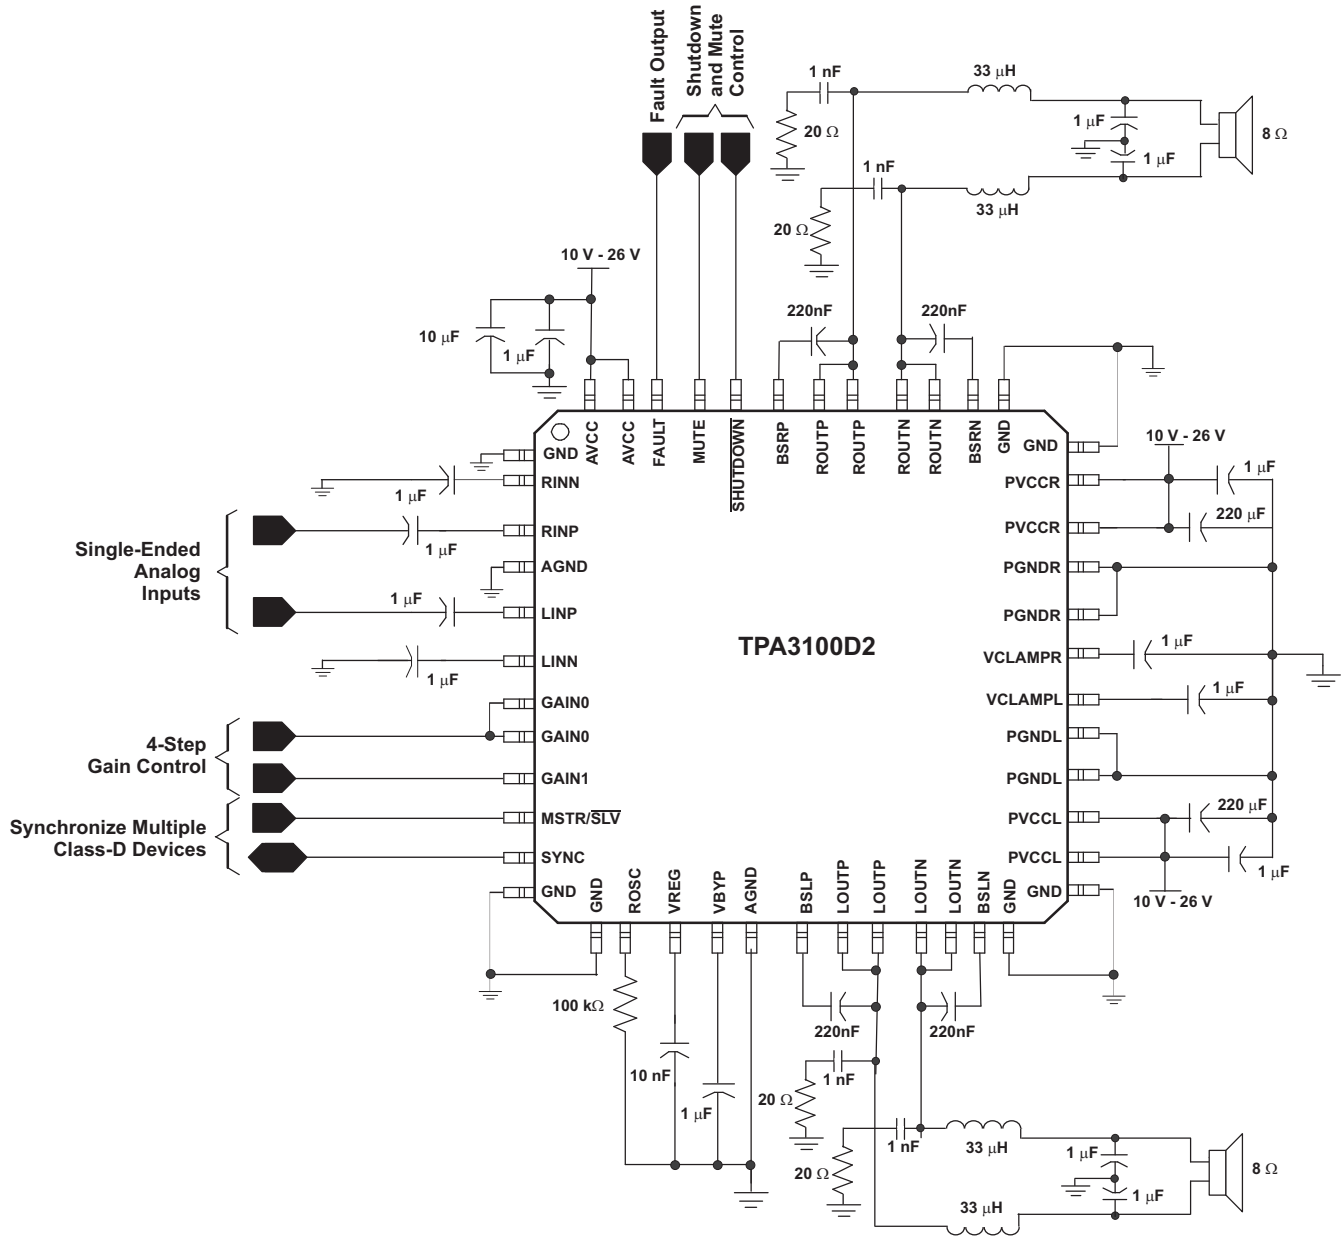 Fault Output
Shutdown
and Mute
Control
1 nF
20 Ω
33 µH
1 µF
1 µF
8 Ω
1 nF
20 Ω
33 µH
10 V - 26 V
10 µF
1 µF
220nF
220nF
AVCC
AVCC
FAULT
MUTE
SHUTDOWN
BSRP
ROUTP
ROUTP
ROUTN
ROUTN
BSRN
GND
GND
RINN
1 µF
RINP
1 µF
AGND
LINP
1 µF
LINN
1 µF
GAIN0
GAIN0
GAIN1
MSTR/SLV
SYNC
GND
Single-Ended
Analog
Inputs
4-Step
Gain Control
Synchronize Multiple
Class-D Devices
TPA3100D2
GND
10 V - 26 V
PVCCR
1 µF
PVCCR
220 µF
PGNDR
PGNDR
VCLAMPR
1 µF
VCLAMPL
1 µF
PGNDL
PGNDL
PVCCL
220 µF
PVCCL
1 µF
GND
10 V - 26 V
GND
ROSC
VREG
VBYP
AGND
BSLP
LOUTP
LOUTP
LOUTN
LOUTN
BSLN
GND
100 kΩ
10 nF
1 µF
220nF
220nF
1 nF
20 Ω
1 nF
20 Ω
33 µH
1 µF
1 µF
8 Ω
33 µH